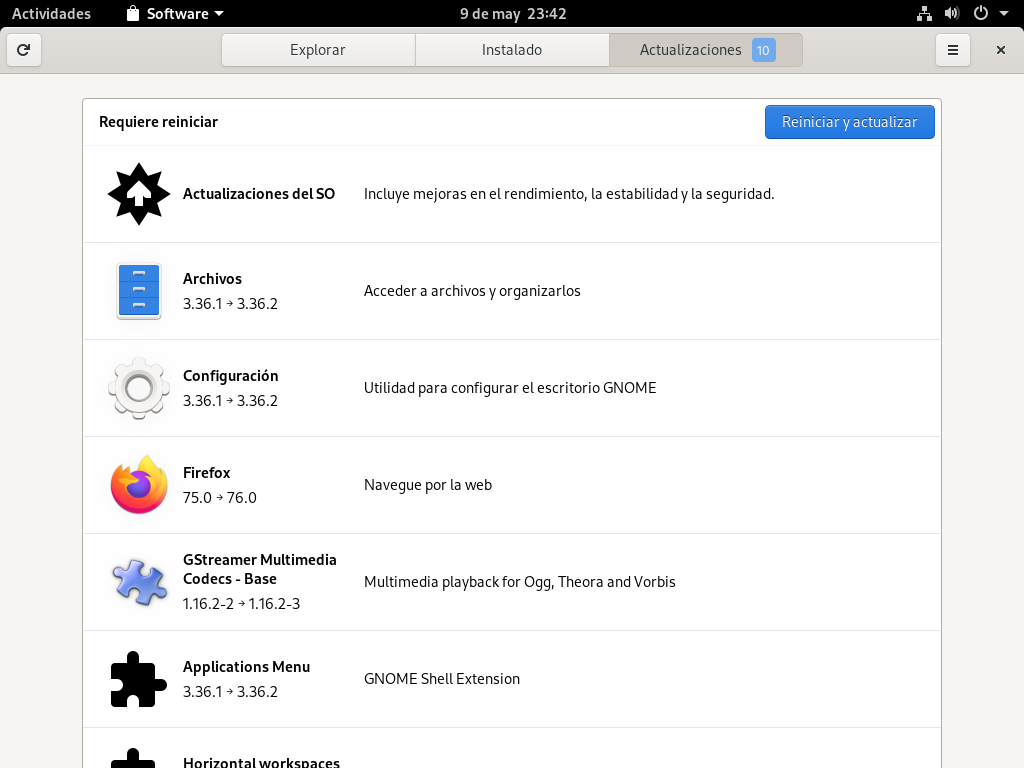 Actividades
Software
9 de may 23:42
Explorar
Instalado
Actualizaciones 10
Requiere reiniciar
Reiniciar y actualizar
Actualizaciones del SO
Incluye mejoras en el rendimiento, la estabilidad y la seguridad.
Archivos
3.36.1 → 3.36.2
Acceder a archivos y organizarlos
Configuración
3.36.1 → 3.36.2
Utilidad para configurar el escritorio GNOME
Firefox
75.0 → 76.0
Navegue por la web
GStreamer Multimedia
Codecs - Base
1.16.2-2 → 1.16.2-3
Multimedia playback for Ogg, Theora and Vorbis
Applications Menu
3.36.1 → 3.36.2
GNOME Shell Extension
Horizontal workspaces